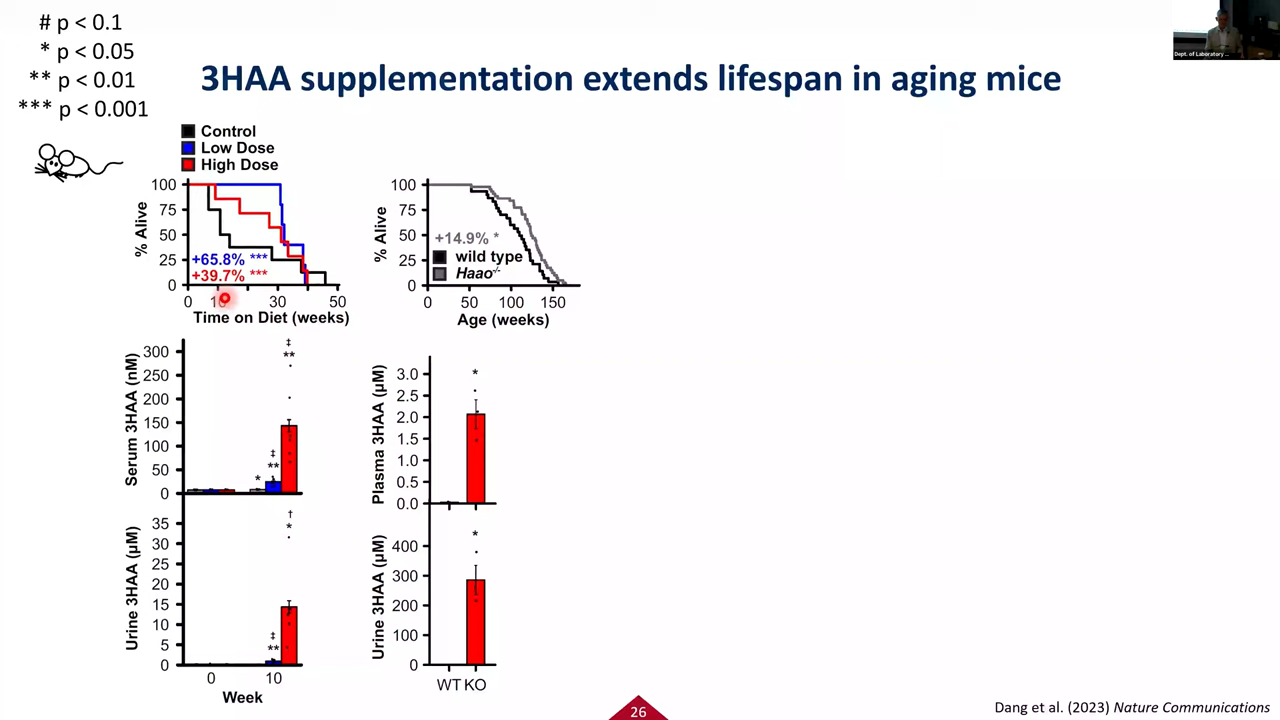 # p < 0.1
* p < 0.05
** p < 0.01
*** p < 0.001
3HAA supplementation extends lifespan in aging mice
Dept. of Laboratory ...
Control
Low Dose
High Dose
% Alive
100
75
50
25
0
+65.8% ***
+39.7% ***
0 10 30 50
Time on Diet (weeks)
% Alive
100
75
50
25
0
+14.9% *
wild type
Haao-/-
0 50 100 150
Age (weeks)
Serum 3HAA (nM)
300
250
200
150
100
50
0
*
‡
**
‡
**
Plasma 3HAA (µM)
3.0
2.5
2.0
1.5
1.0
0.5
0.0
*
Urine 3HAA (µM)
35
30
25
20
15
10
5
0
‡
**
†
*
0 10
Week
Urine 3HAA (µM)
400
300
200
100
0
*
WT KO
26
Dang et al. (2023) Nature Communications